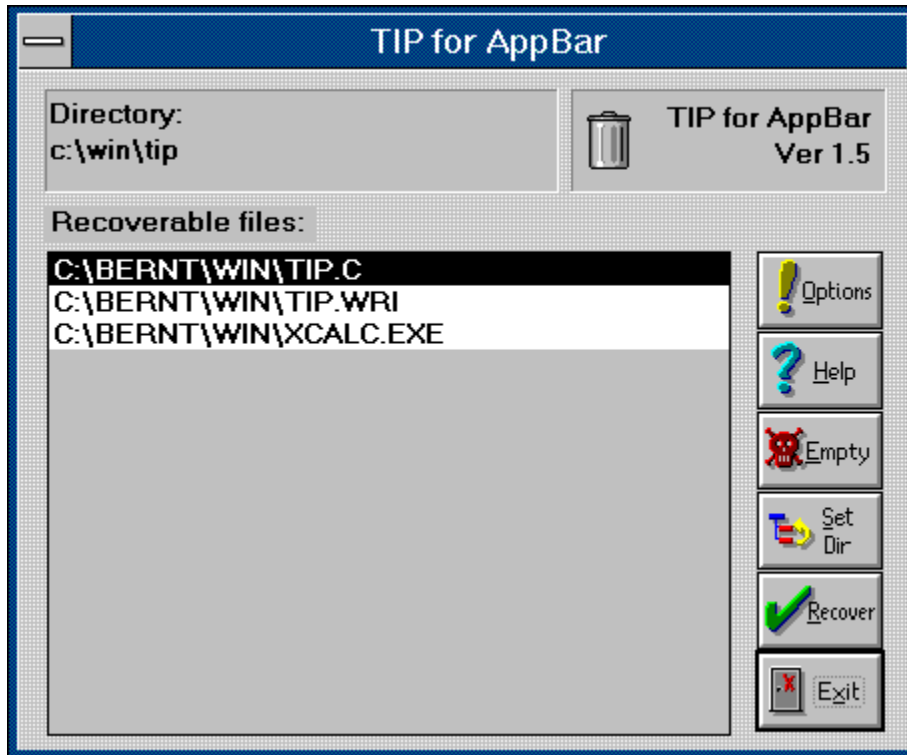 TIP for AppBar
Directory:
c:\win\tip
TIP for AppBar
Ver 1.5
Recoverable files:
C:\BERNT\WIN\TIP.C
C:\BERNT\WIN\TIP.WRI
C:\BERNT\WIN\XCALC.EXE
Options
Help
Empty
Set
Dir
Recover
Exit